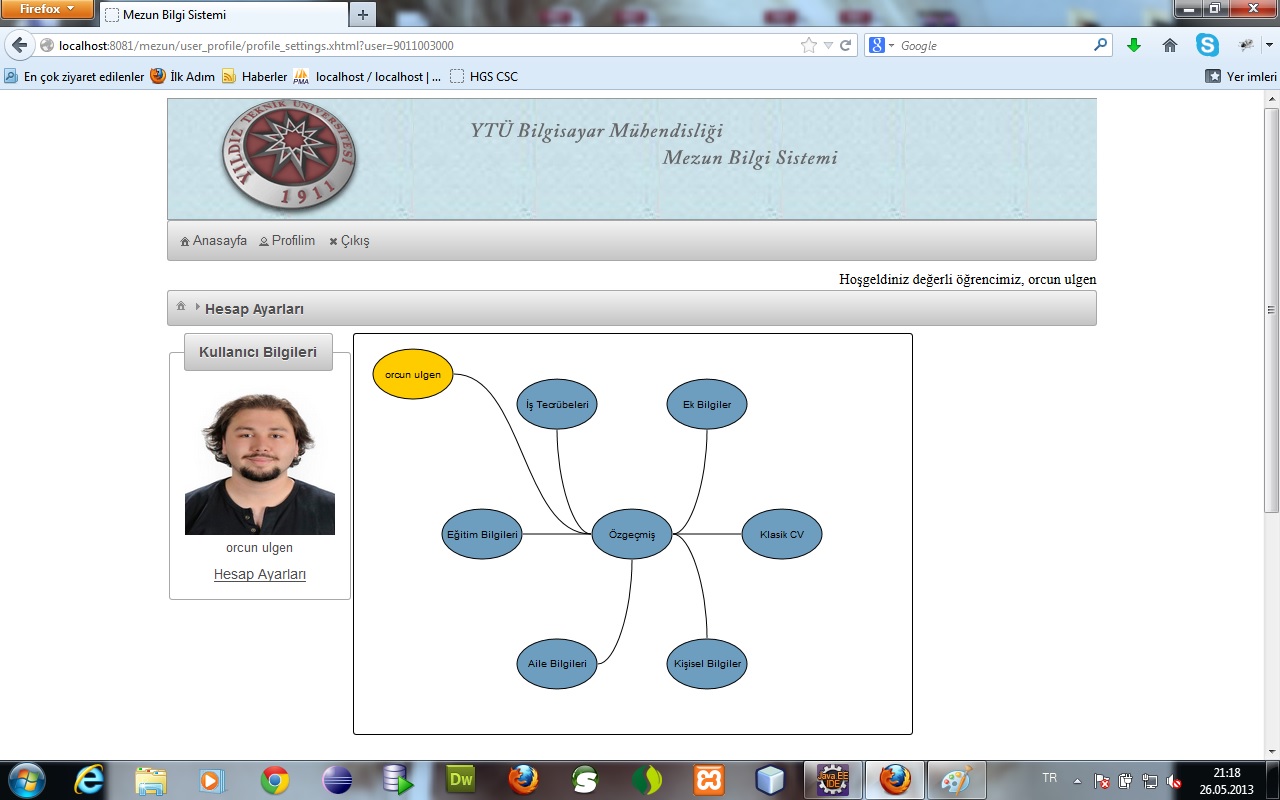 Firefox
Mezun Bilgi Sistemi
localhost:8081/mezun/user_profile/profile_settings.xhtml?user=9011003000
Google
En çok ziyaret edilenler İlk Adım Haberler localhost / localhost | ... HGS CSC
Yer imleri
YILDIZ TEKNİK ÜNİVERSİTESİ
1911
YTÜ Bilgisayar Mühendisliği
Mezun Bilgi Sistemi
Anasayfa Profilim Çıkış
Hoşgeldiniz değerli öğrencimiz, orcun ulgen
Hesap Ayarları
Kullanıcı Bilgileri
orcun ulgen
Hesap Ayarları
orcun ulgen
İş Tecrübeleri
Ek Bilgiler
Eğitim Bilgileri
Özgeçmiş
Klasik CV
Aile Bilgileri
Kişisel Bilgiler
Dw
Java EE
IDE
TR
21:18
26.05.2013